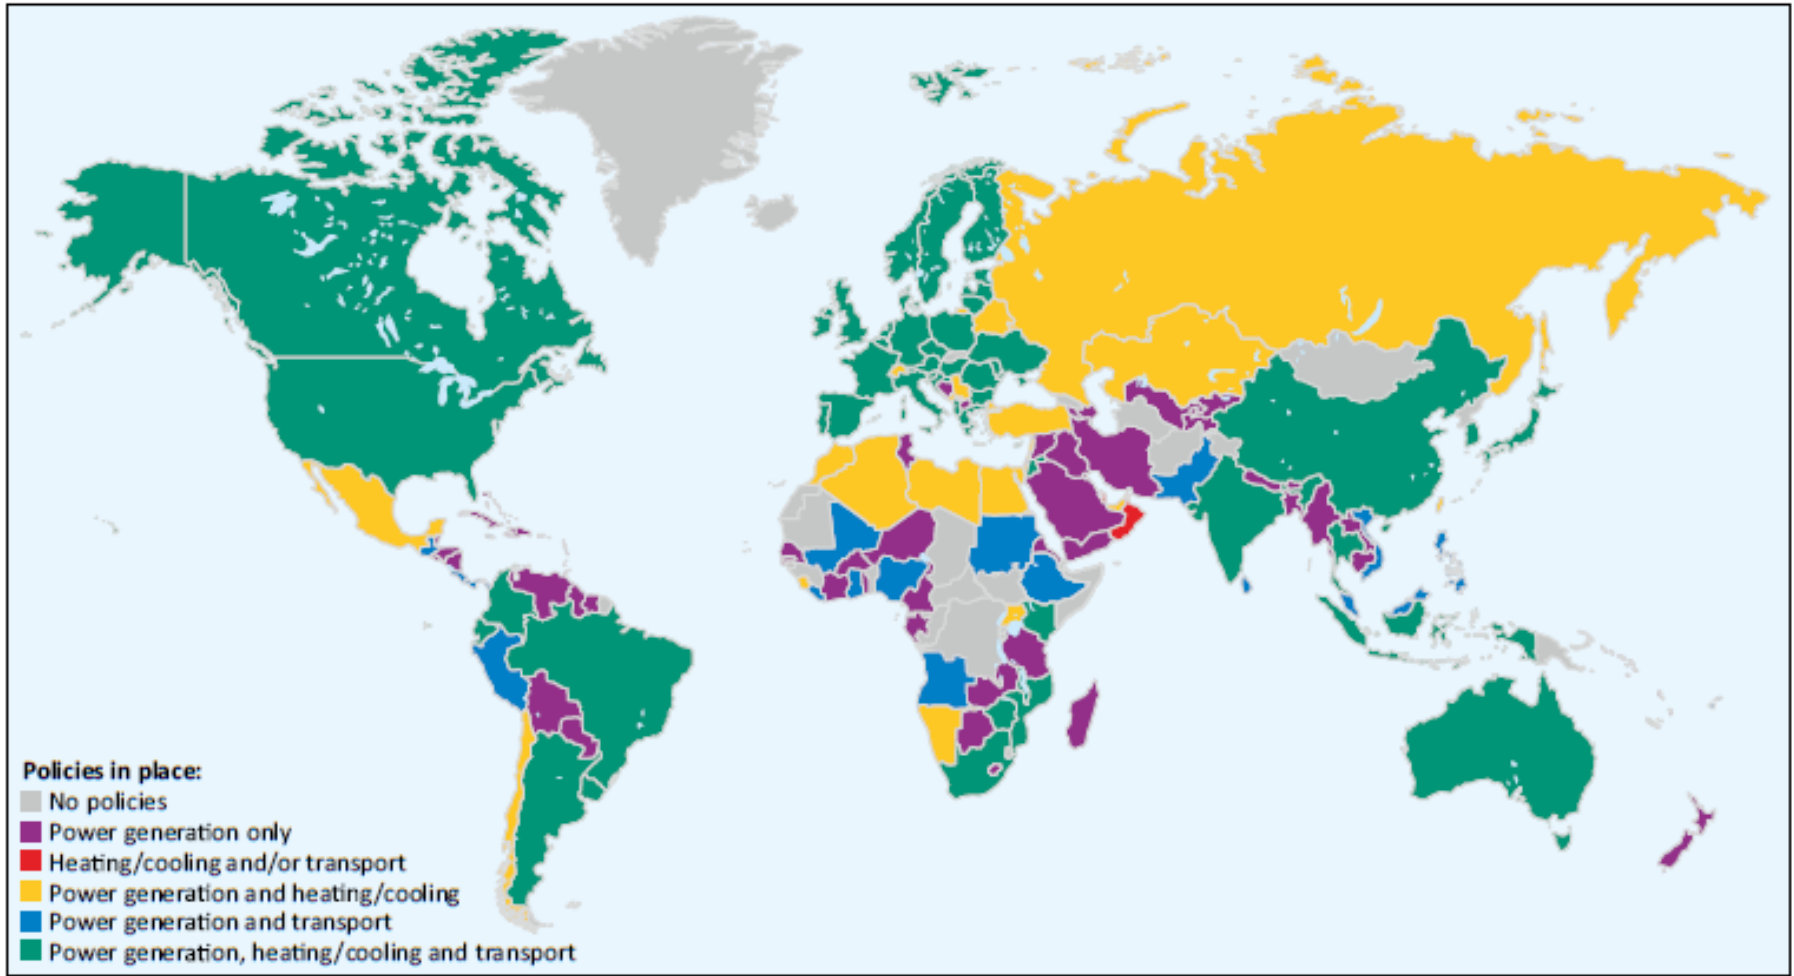 Policies in place:
No policies
Power generation only
Heating/cooling and/or transport
Power generation and heating/cooling
Power generation and transport
Power generation, heating/cooling and transport